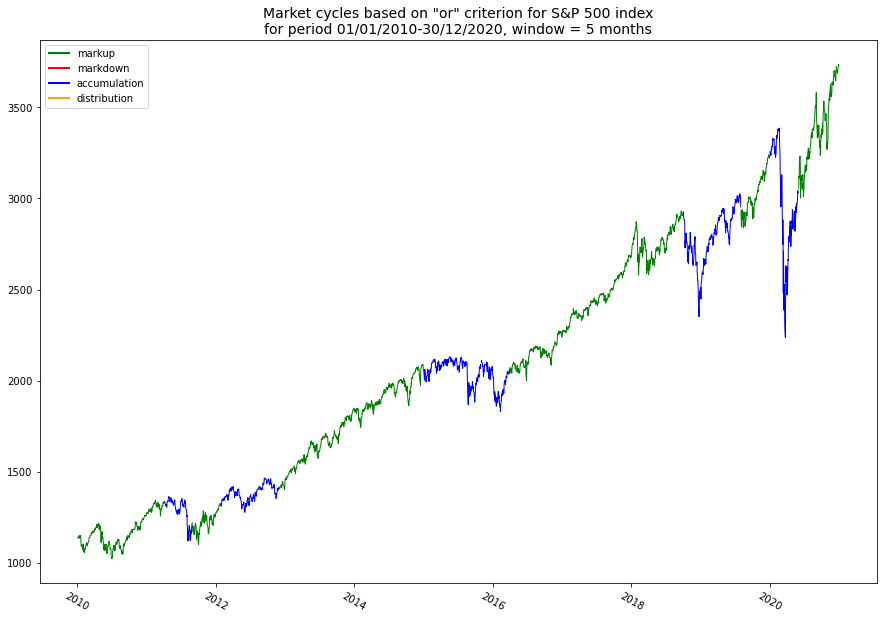 Market cycles based on "or" criterion for S&P 500 index
for period 01/01/2010-30/12/2020, window = 5 months
markup
markdown
accumulation
distribution
3500
3000
2500
2000
1500
1000
2010
2012
2014
2016
2018
2020